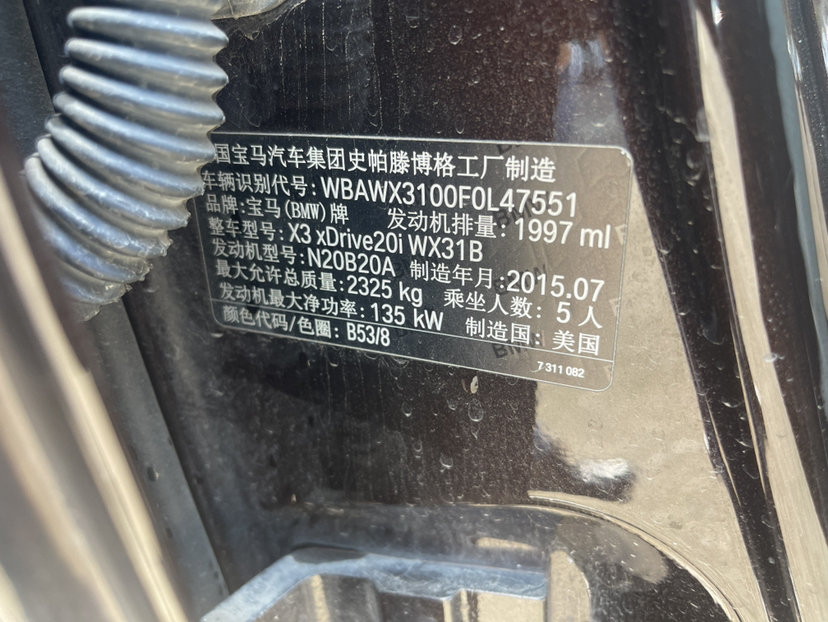 国宝马汽车集团史帕滕博格工厂制造
车辆识别代号: WBAWX3100F0L47551
品牌: 宝马(BMW)牌 发动机排量: 1997 ml
整车型号: X3 xDrive20i WX31B
发动机型号: N20B20A 制造年月: 2015.07
最大允许总质量: 2325 kg 乘坐人数: 5 人
发动机最大净功率: 135 kW 制造国: 美国
颜色代码/色圈: B53/8
7 311 082